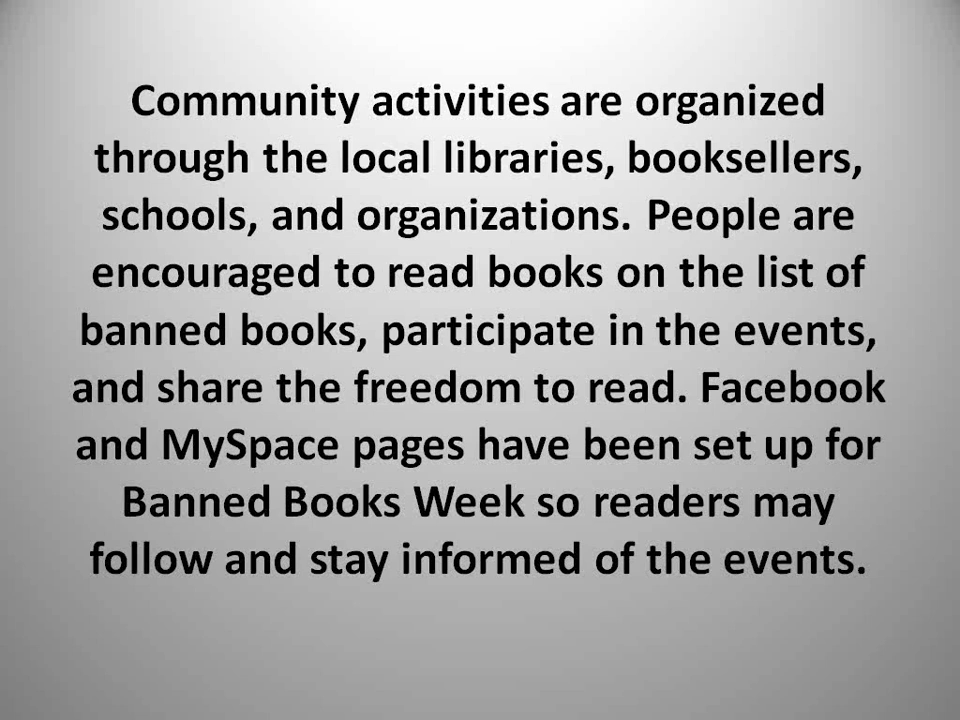 Community activities are organized
through the local libraries, booksellers,
schools, and organizations. People are
encouraged to read books on the list of
banned books, participate in the events,
and share the freedom to read. Facebook
and MySpace pages have been set up for
Banned Books Week so readers may
follow and stay informed of the events.